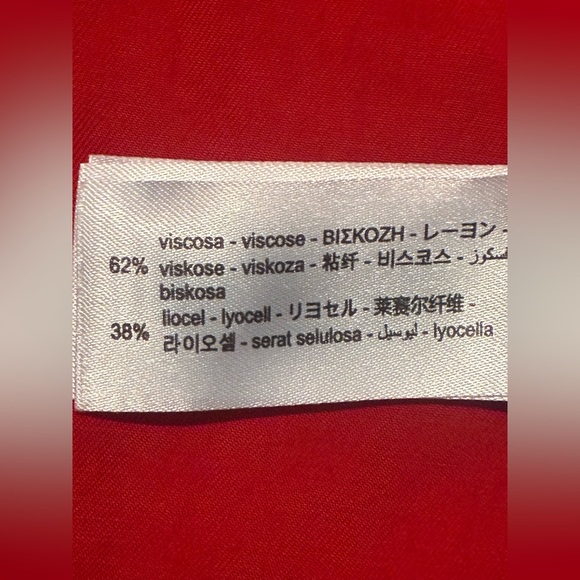 viscosa - viscose - ΒΙΣΚΟΖΗ - レーヨン -
62% viskose - viskoza - 粘纤 - 비스코스 -
biskosa
liocel - lyocell - リヨセル - 莱赛尔纤维 -
38% 라이오셀 - serat selulosa - ليوسيل - lyocella